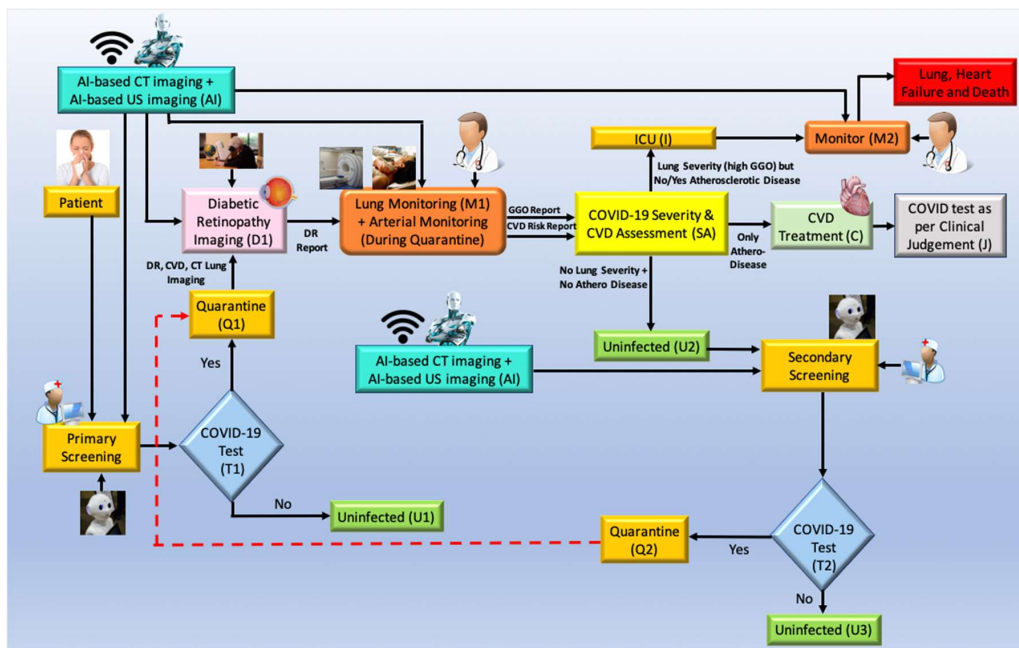 AI-based CT imaging +
AI-based US imaging (AI)
Lung, Heart
Failure and Death
Patient
ICU (I)
Monitor (M2)
Lung Severity (high GGO) but
No/Yes Atherosclerotic Disease
Diabetic
Retinopathy
Imaging (D1)
DR
Report
Lung Monitoring (M1)
+ Arterial Monitoring
(During Quarantine)
GGO Report
CVD Risk Report
COVID-19 Severity &
CVD Assessment (SA)
Only
Athero-
Disease
CVD
Treatment (C)
COVID test as
per Clinical
Judgement (J)
DR, CVD, CT Lung
Imaging
No Lung Severity +
No Athero Disease
Quarantine
(Q1)
Yes
AI-based CT imaging +
AI-based US imaging (AI)
Uninfected (U2)
Secondary
Screening
Primary
Screening
COVID-19
Test
(T1)
No
Uninfected (U1)
Quarantine
(Q2)
Yes
COVID-19
Test
(T2)
No
Uninfected (U3)